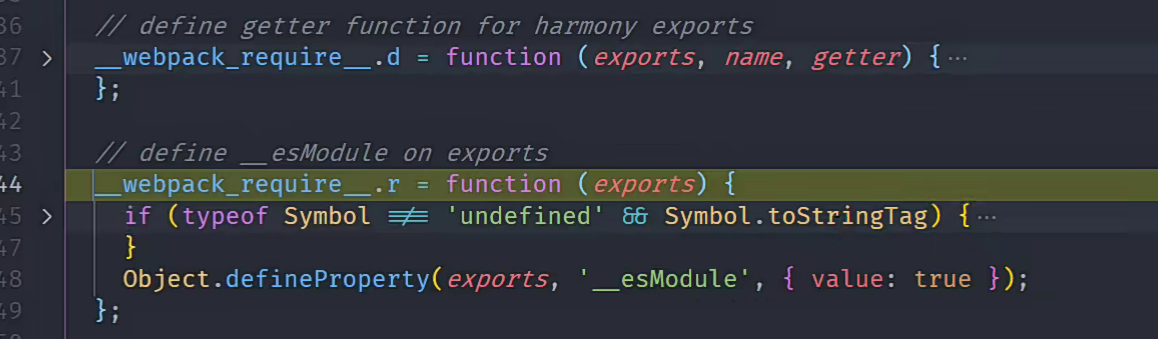 36 // define getter function for harmony exports
37 > __webpack_require__.d = function (exports, name, getter) {···
41 };
42
43 // define __esModule on exports
44 __webpack_require__.r = function (exports) {
45 > if (typeof Symbol !== 'undefined' && Symbol.toStringTag) {···
47 }
48 Object.defineProperty(exports, '__esModule', { value: true });
49 };